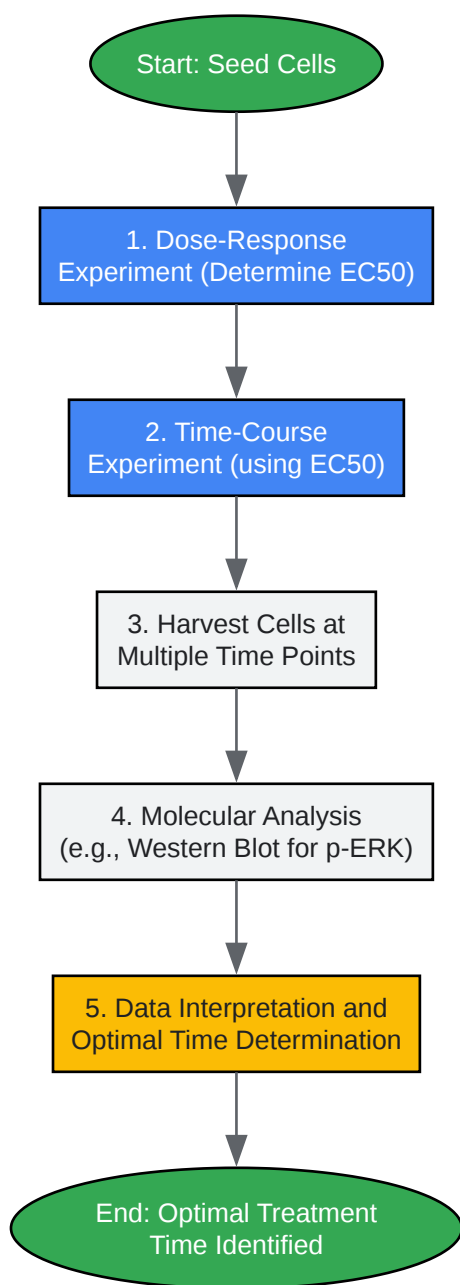 Start: Seed Cells
1. Dose-Response
Experiment (Determine EC50)
2. Time-Course
Experiment (using EC50)
3. Harvest Cells at
Multiple Time Points
4. Molecular Analysis
(e.g., Western Blot for p-ERK)
5. Data Interpretation and
Optimal Time Determination
End: Optimal Treatment
Time Identified